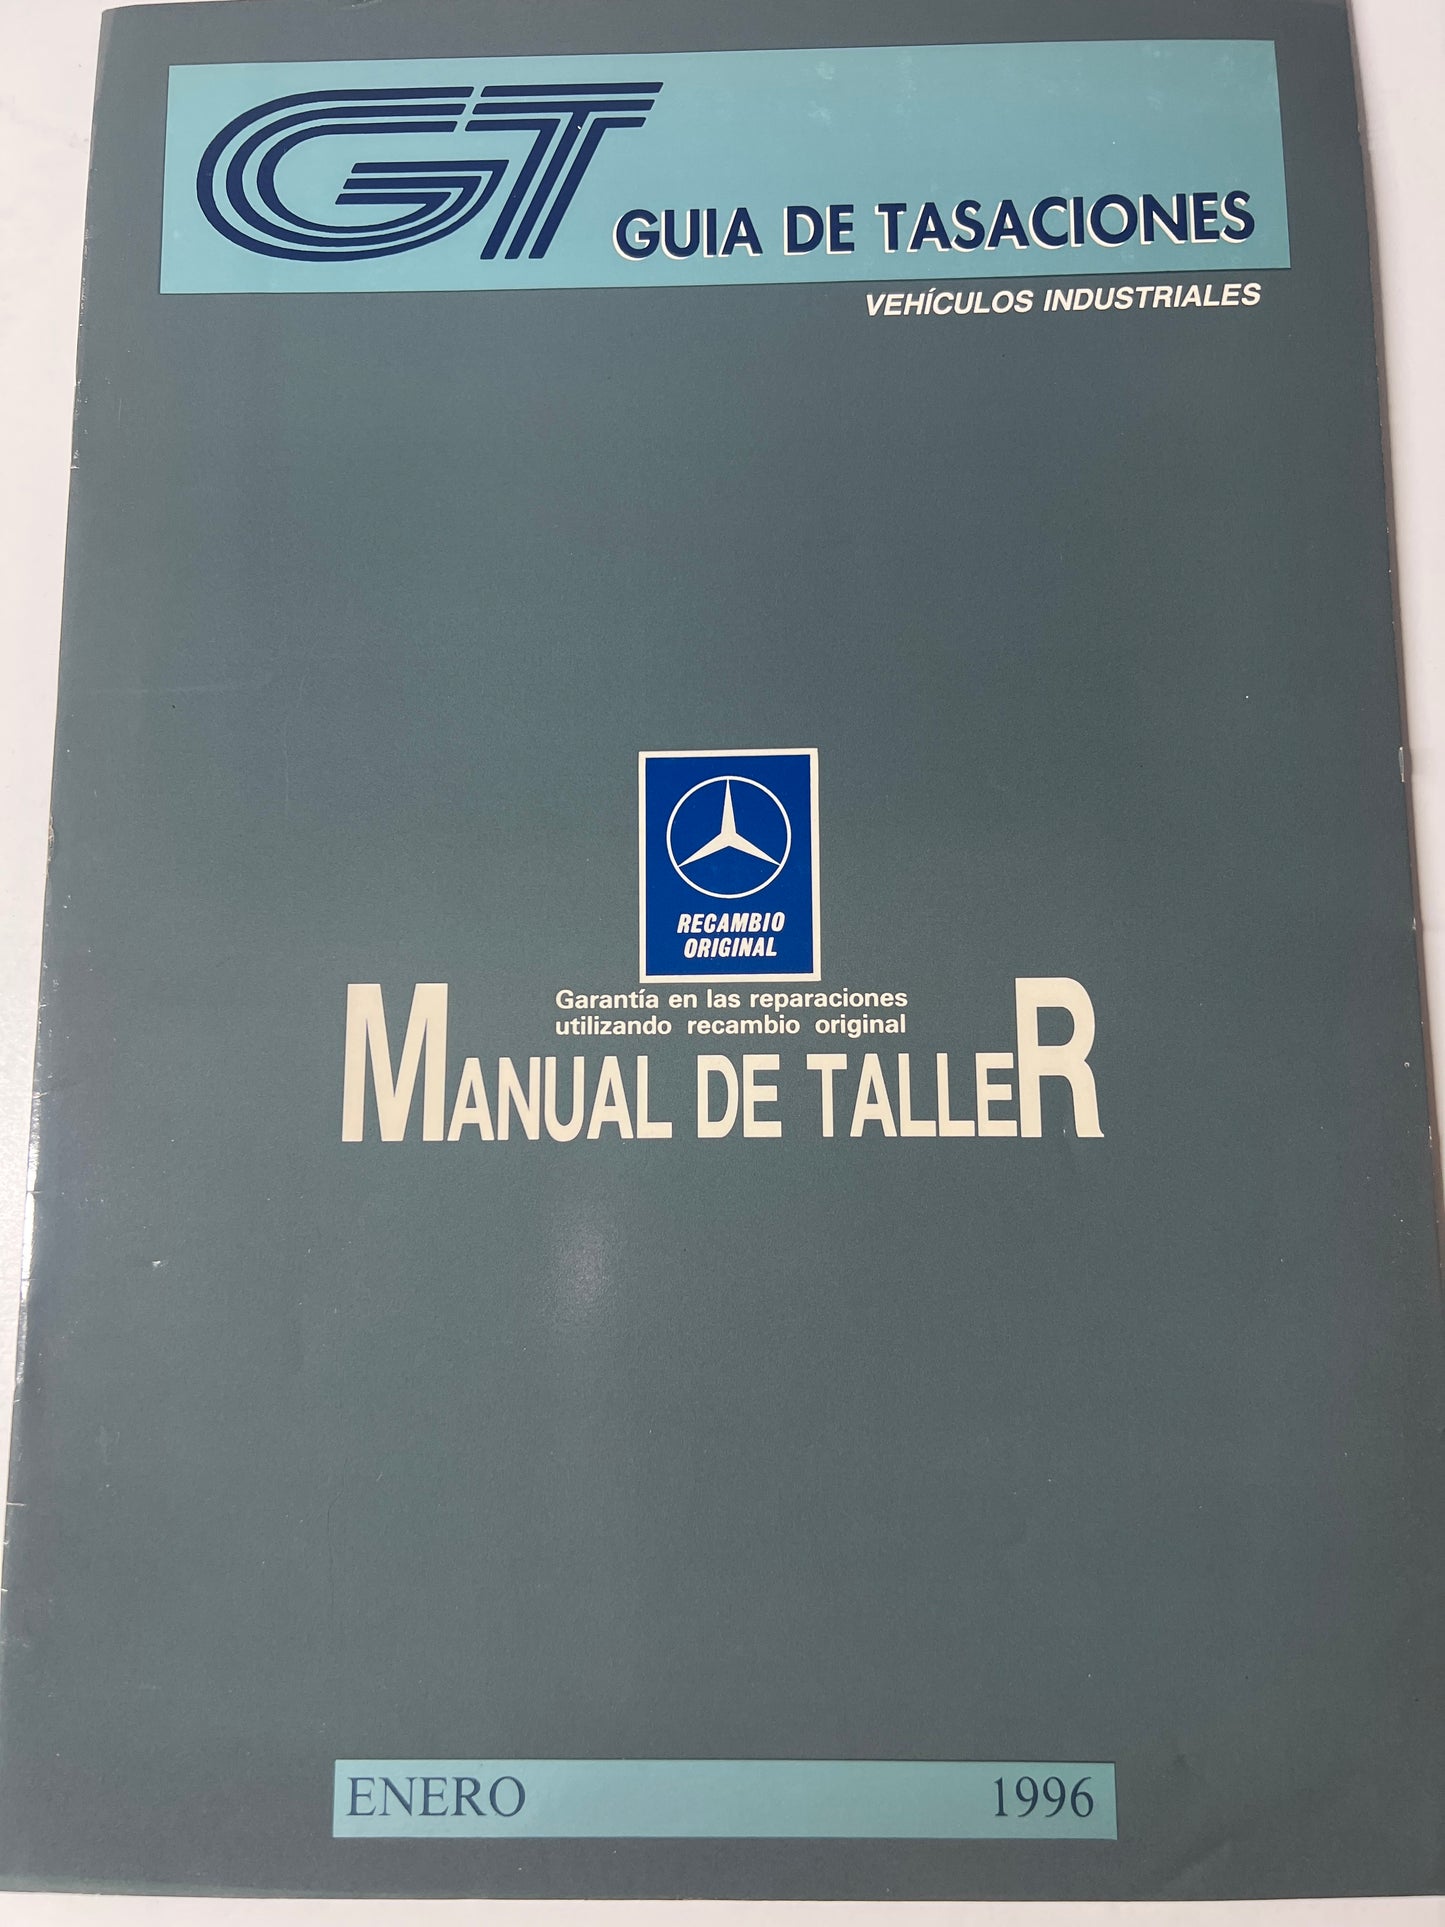 GT GUIA DE TASACIONES
VEHÍCULOS INDUSTRIALES
RECAMBIO
ORIGINAL
Garantía en las reparaciones
utilizando recambio original
MANUAL DE TALLER
ENERO 1996